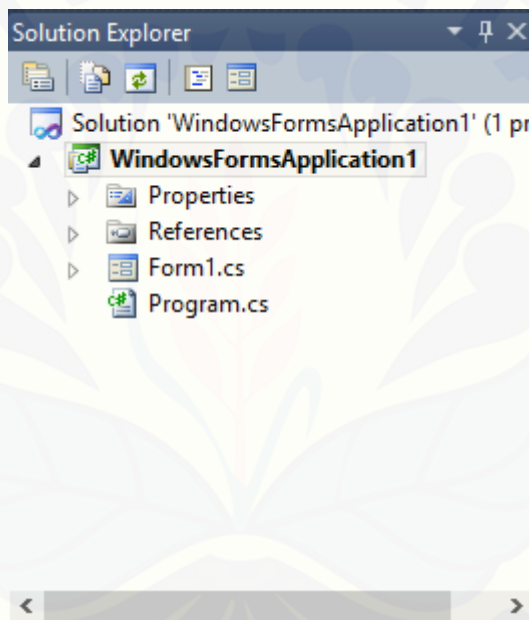 Solution Explorer
Solution 'WindowsFormsApplication1' (1 pr
WindowsFormsApplication1
Properties
References
Form1.cs
Program.cs